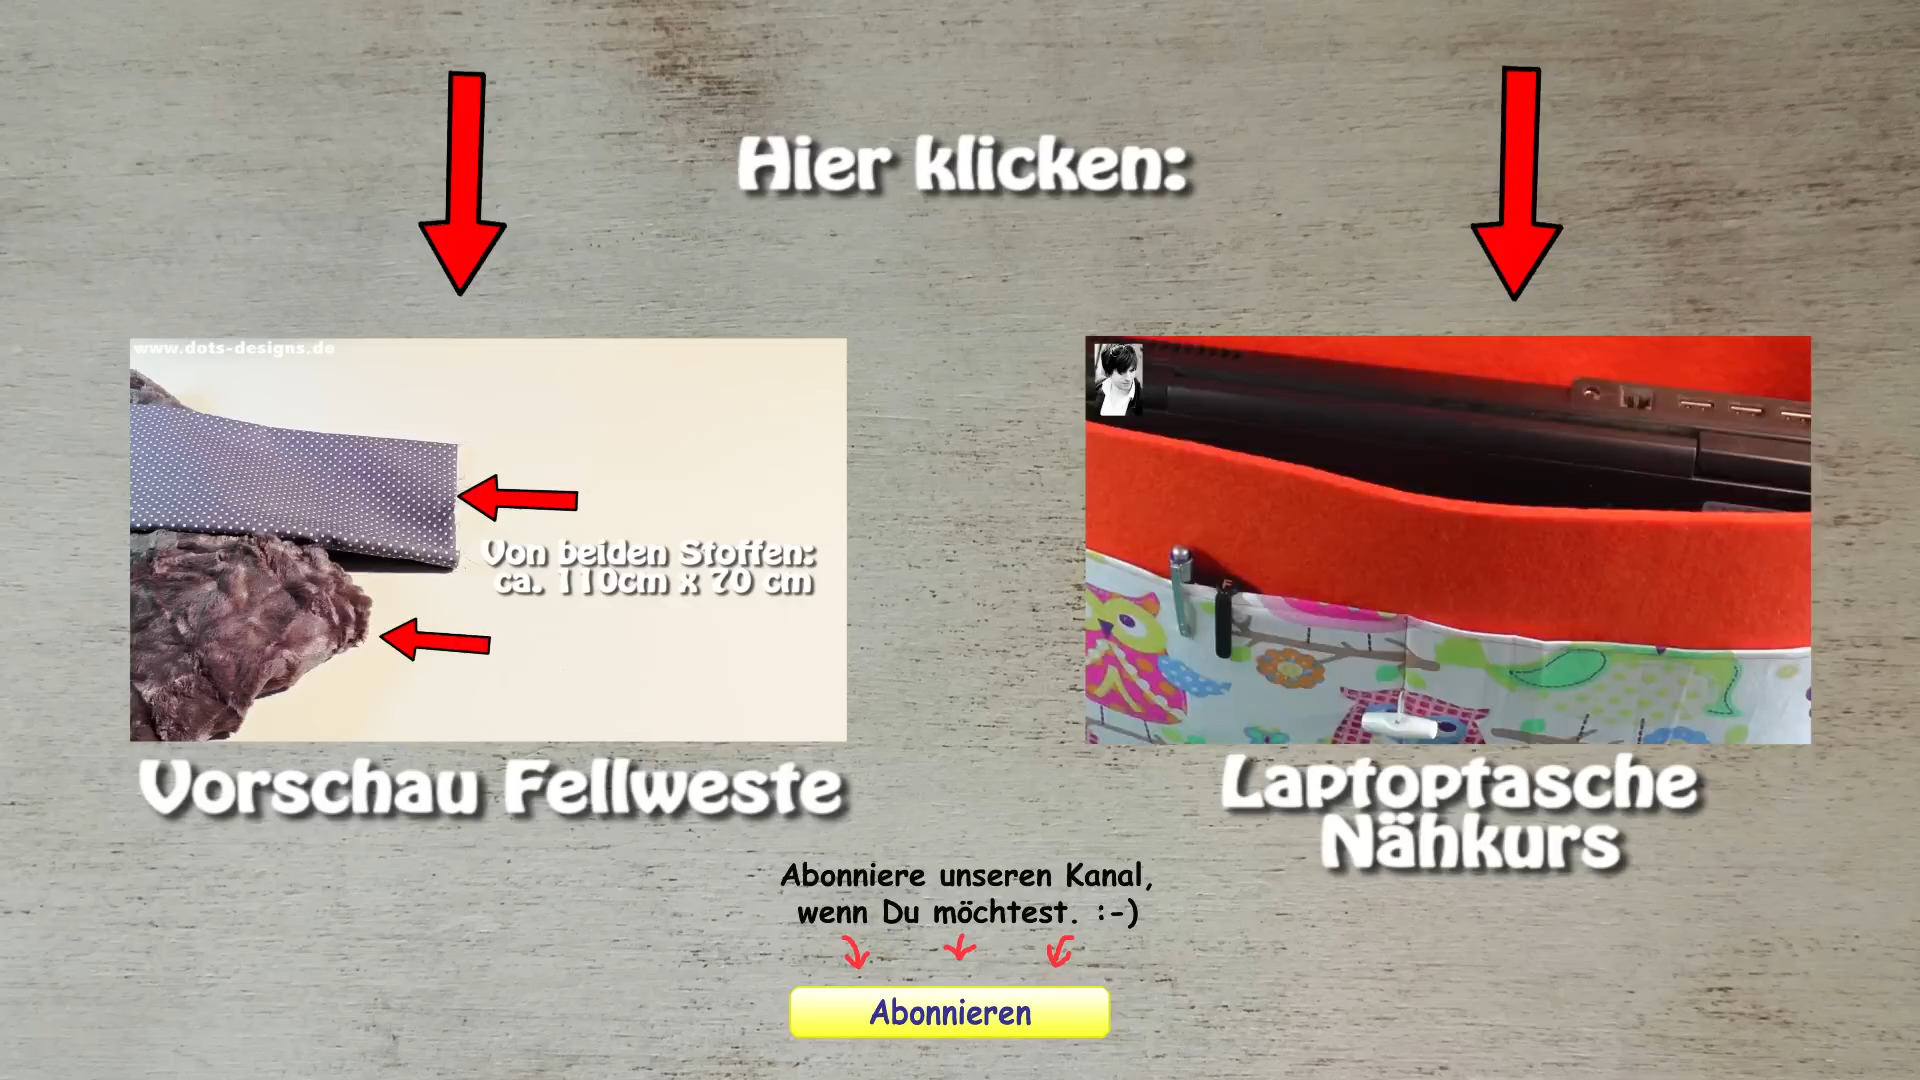 Hier klicken:
www.dots-designs.de
Von beiden Stoffen:
ca. 110cm x 70 cm
Vorschau Fellweste
Laptoptasche
Nähkurs
Abonniere unseren Kanal,
wenn Du möchtest. :-)
Abonnieren